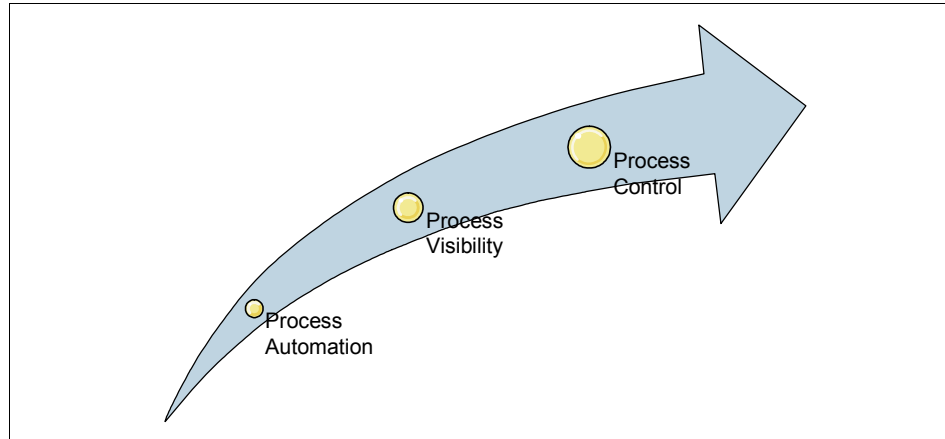 Process
Control
Process
Visibility
Process
Automation